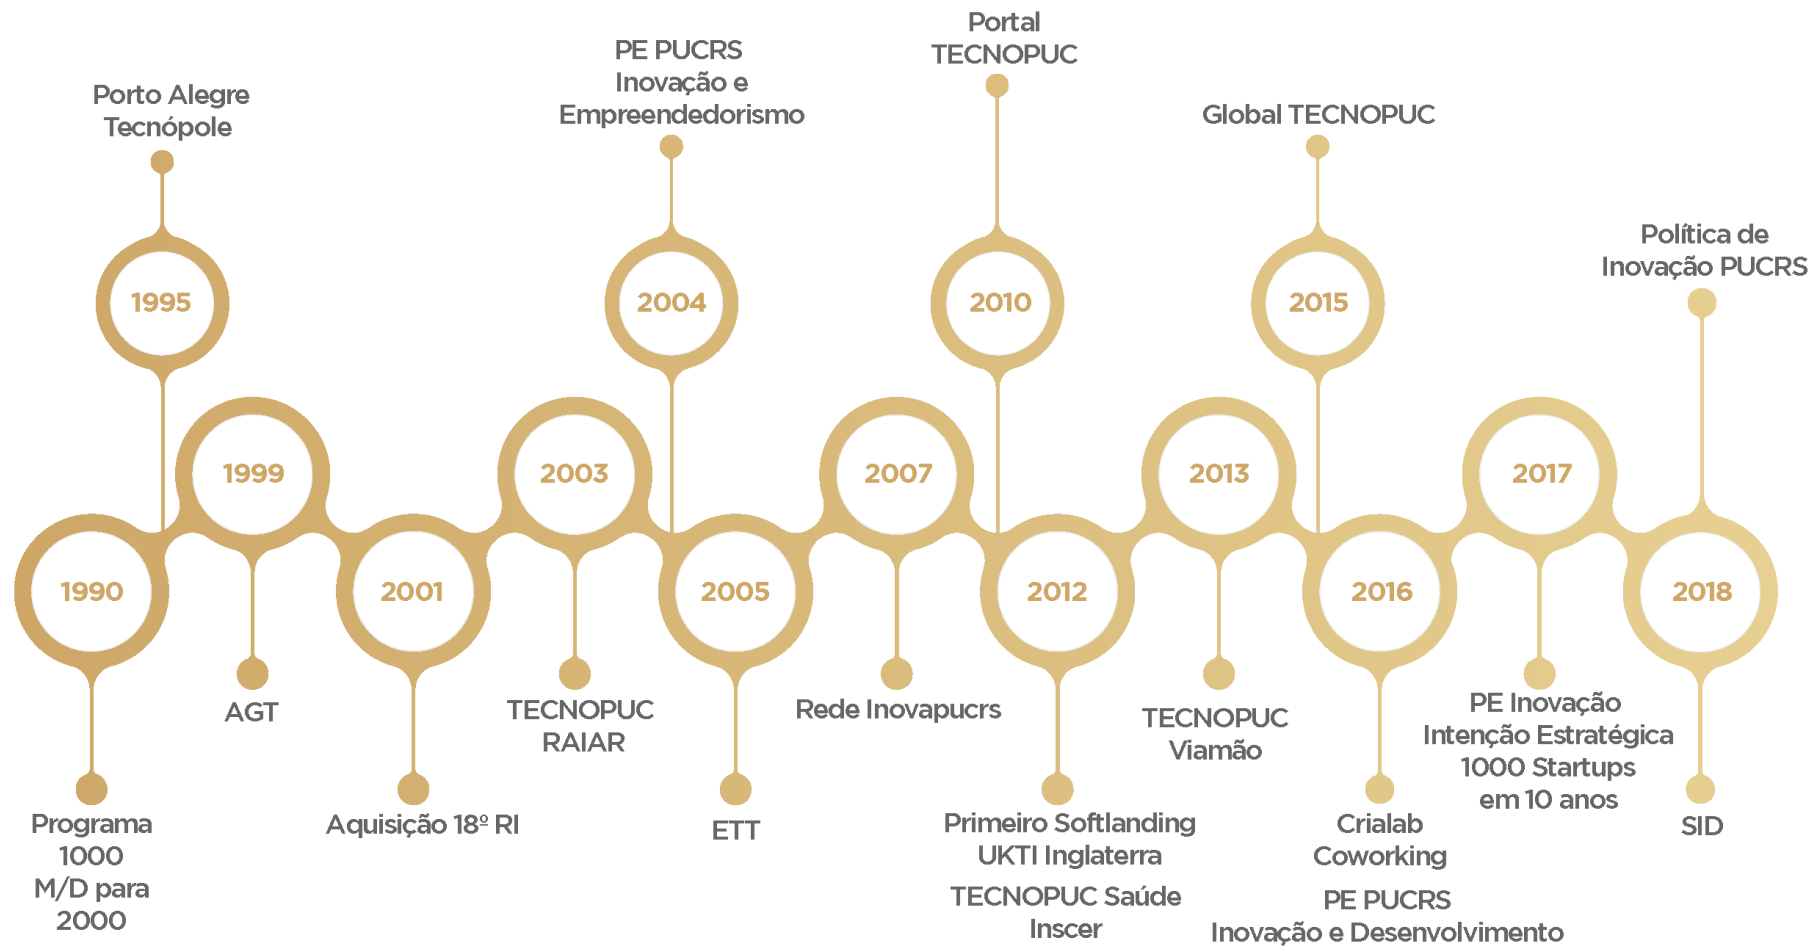 Porto Alegre
Tecnópole
1995
PE PUCRS
Inovação e
Empreendedorismo
2004
Portal
TECNOPUC
2010
Global TECNOPUC
2015
Política de
Inovação PUCRS
1999
2003
2007
2013
2017
1990
2001
2005
2012
2016
2018
AGT
TECNOPUC
RAIAR
Rede Inovapucrs
TECNOPUC
Viamão
PE Inovação
Intenção Estratégica
1000 Startups
em 10 anos
Programa
1000
M/D para
2000
Aquisição 18º RI
ETT
Primeiro Softlanding
UKTI Inglaterra
TECNOPUC Saúde
Inscer
Crialab
Coworking
PE PUCRS
Inovação e Desenvolvimento
SID